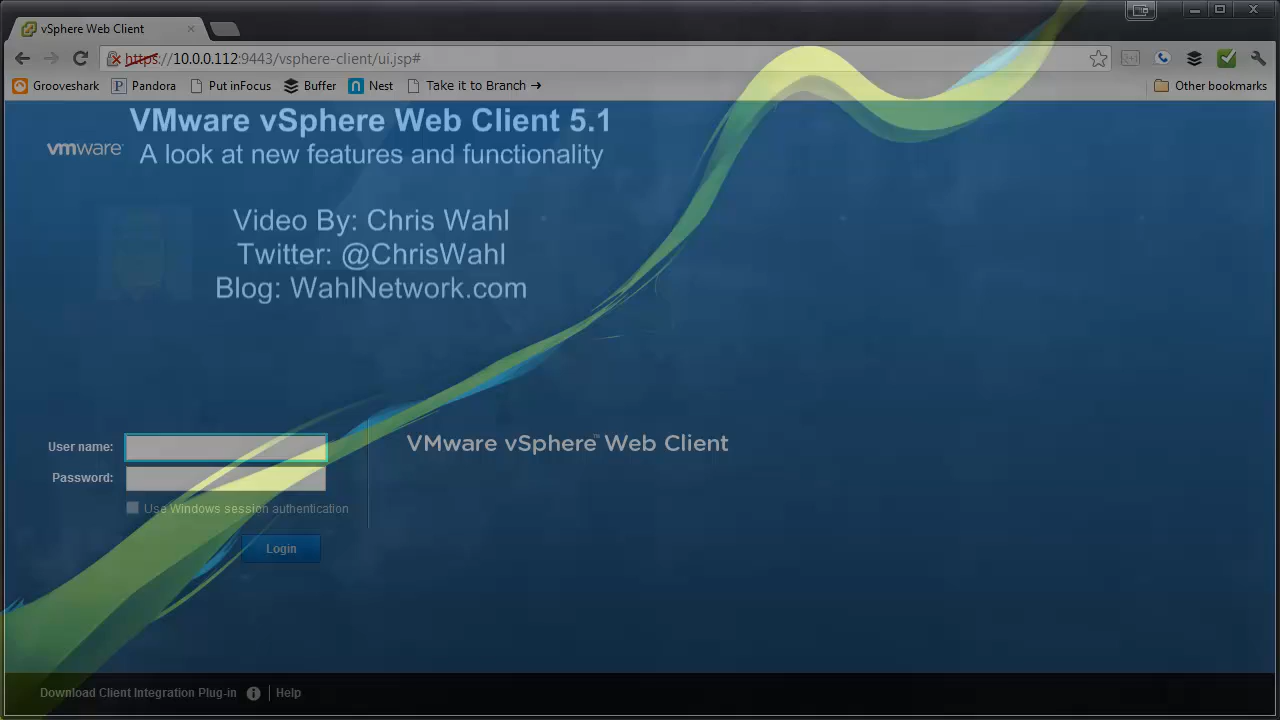 vSphere Web Client
https://10.0.0.112:9443/vsphere-client/ui.jsp#
Grooveshark Pandora Put inFocus Buffer Nest Take it to Branch → Other bookmarks
VMware vSphere Web Client 5.1
vmware
A look at new features and functionality
Video By: Chris Wahl
Twitter: @ChrisWahl
Blog: WahlNetwork.com
User name:
VMware vSphere™ Web Client
Password:
Use Windows session authentication
Login
Download Client Integration Plug-in Help